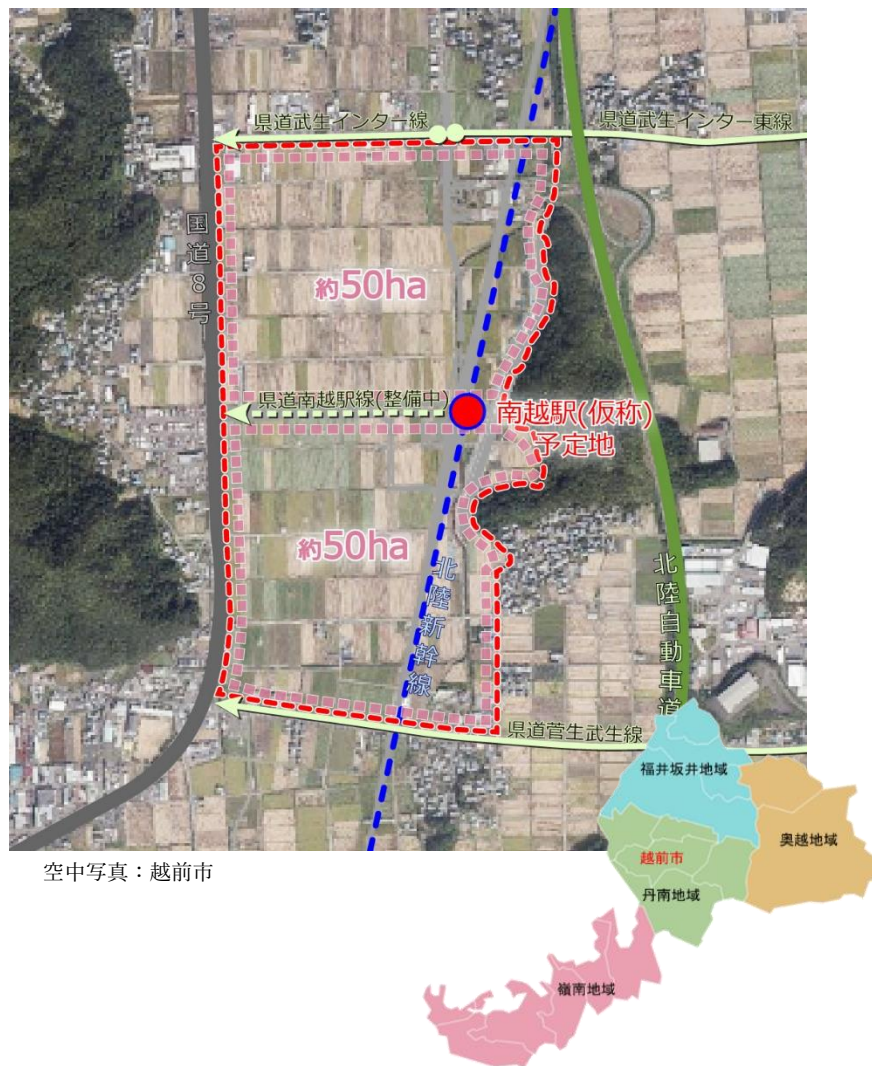 県道武生インター線
県道武生インター東線
国道8号
約50ha
県道南越駅線(整備中)
南越駅(仮称)
予定地
約50ha
北陸新幹線
北陸自動車道
県道菅生武生線
福井坂井地域
奥越地域
越前市
丹南地域
嶺南地域
空中写真：越前市